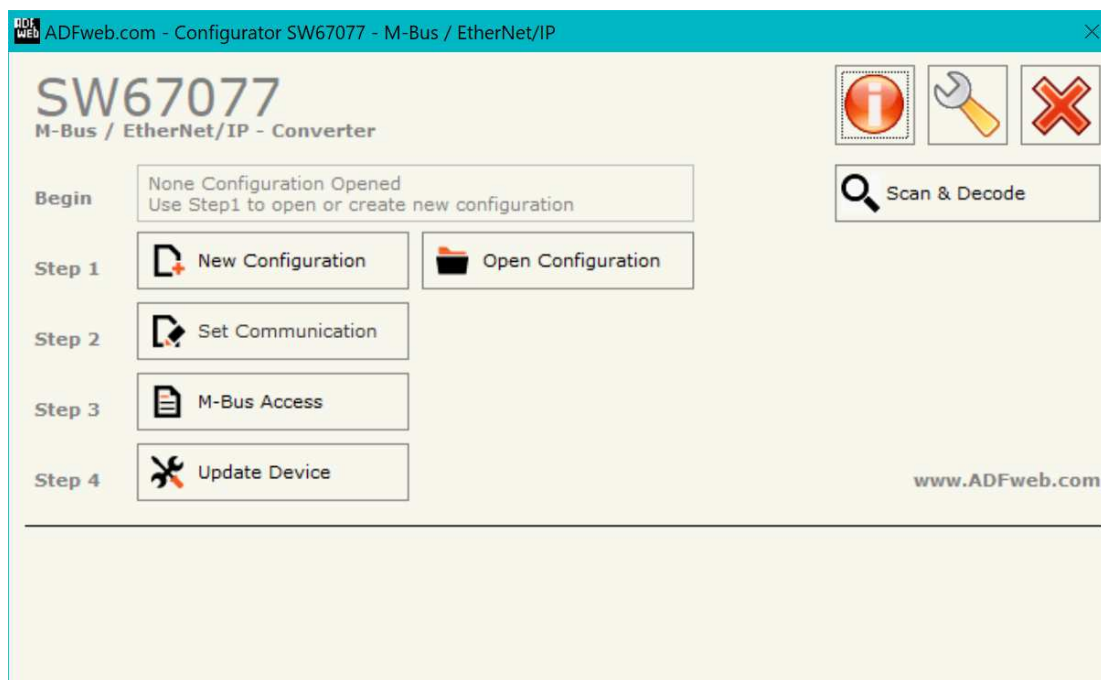 ADF
WEB
ADFweb.com - Configurator SW67077 - M-Bus / EtherNet/IP
SW67077
M-Bus / EtherNet/IP - Converter
Begin
None Configuration Opened
Use Step1 to open or create new configuration
Scan & Decode
Step 1
New Configuration
Open Configuration
Step 2
Set Communication
Step 3
M-Bus Access
Step 4
Update Device
www.ADFweb.com